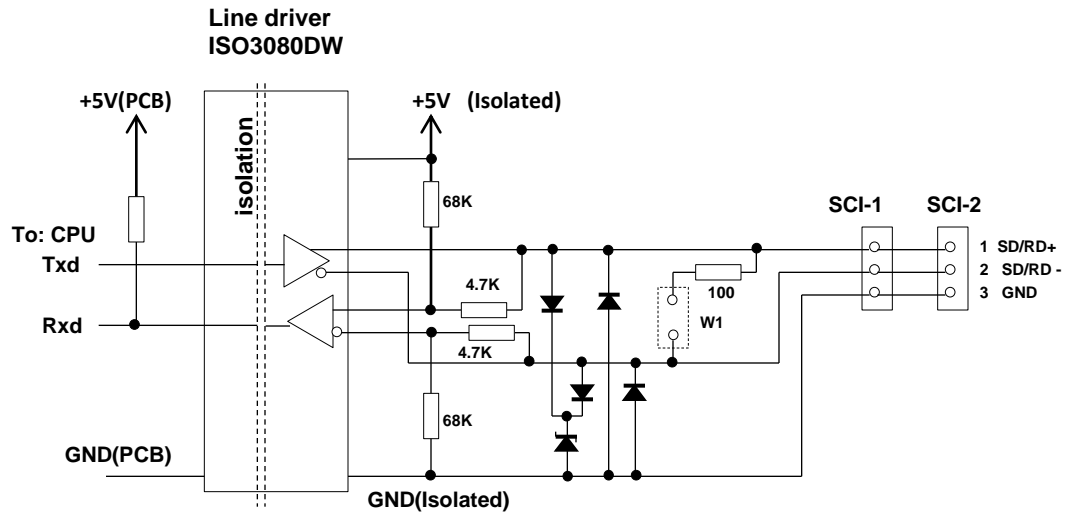 Line driver
ISO3080DW
+5V(PCB)
+5V (Isolated)
isolation
68K
SCI-1
SCI-2
To: CPU
Txd
1 SD/RD+
2 SD/RD -
3 GND
4.7K
100
W1
Rxd
4.7K
68K
GND(PCB)
GND(Isolated)